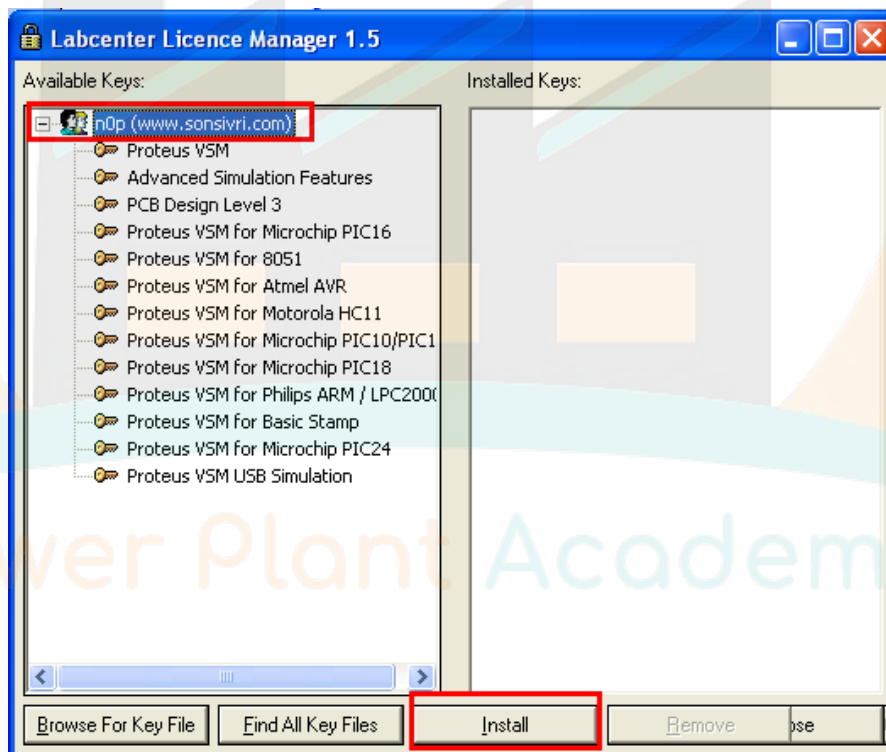 Labcenter Licence Manager 1.5
Available Keys:
Installed Keys:
n0p (www.sonsivri.com)
Proteus VSM
Advanced Simulation Features
PCB Design Level 3
Proteus VSM for Microchip PIC16
Proteus VSM for 8051
Proteus VSM for Atmel AVR
Proteus VSM for Motorola HC11
Proteus VSM for Microchip PIC10/PIC1
Proteus VSM for Microchip PIC18
Proteus VSM for Philips ARM / LPC200
Proteus VSM for Basic Stamp
Proteus VSM for Microchip PIC24
Proteus VSM USB Simulation
wer Plant Academ
Browse For Key File
Find All Key Files
Install
Remove
ose